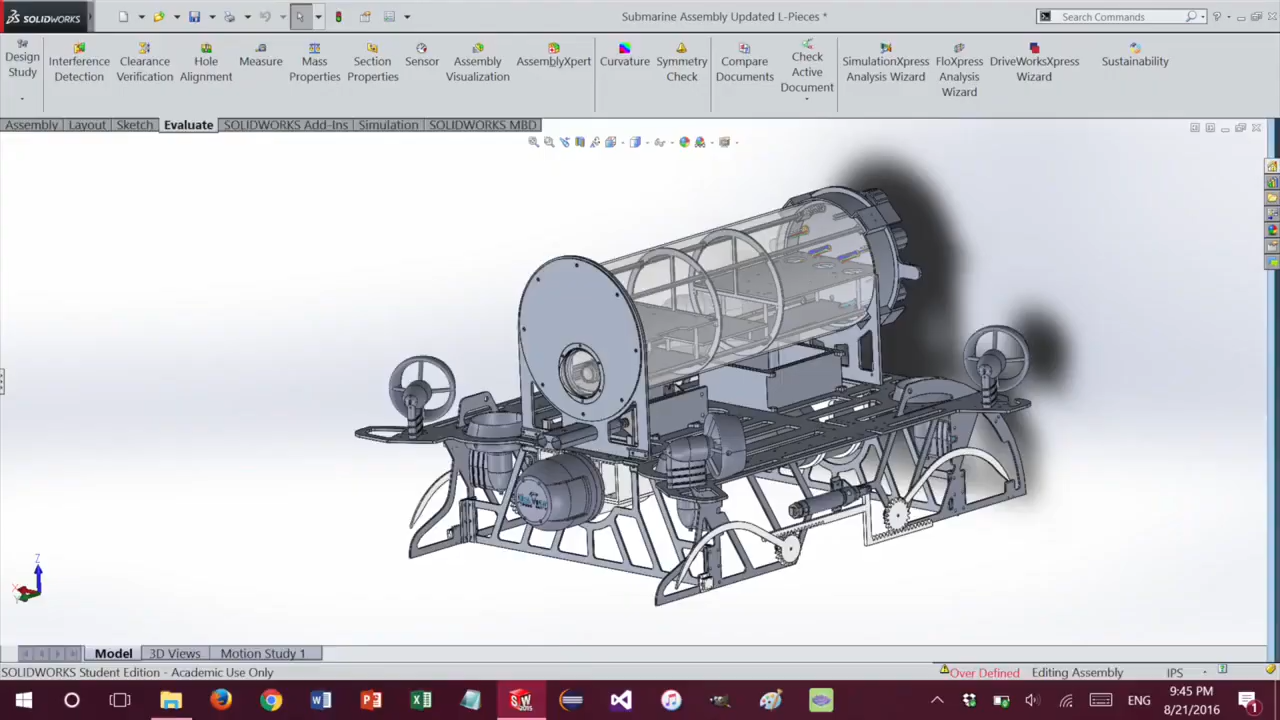 SOLIDWORKS
Submarine Assembly Updated L-Pieces *
Search Commands
Design Study
Interference Detection
Clearance Verification
Hole Alignment
Measure
Mass Properties
Section Properties
Sensor
Assembly Visualization
AssemblyXpert
Curvature
Symmetry Check
Compare Documents
Check Active Document
SimulationXpress Analysis Wizard
FloXpress Analysis Wizard
DriveWorksXpress Wizard
Sustainability
Assembly Layout Sketch Evaluate SOLIDWORKS Add-Ins Simulation SOLIDWORKS MBD
Z
Model 3D Views Motion Study 1
SOLIDWORKS Student Edition - Academic Use Only
Over Defined Editing Assembly IPS
ENG
9:45 PM
8/21/2016